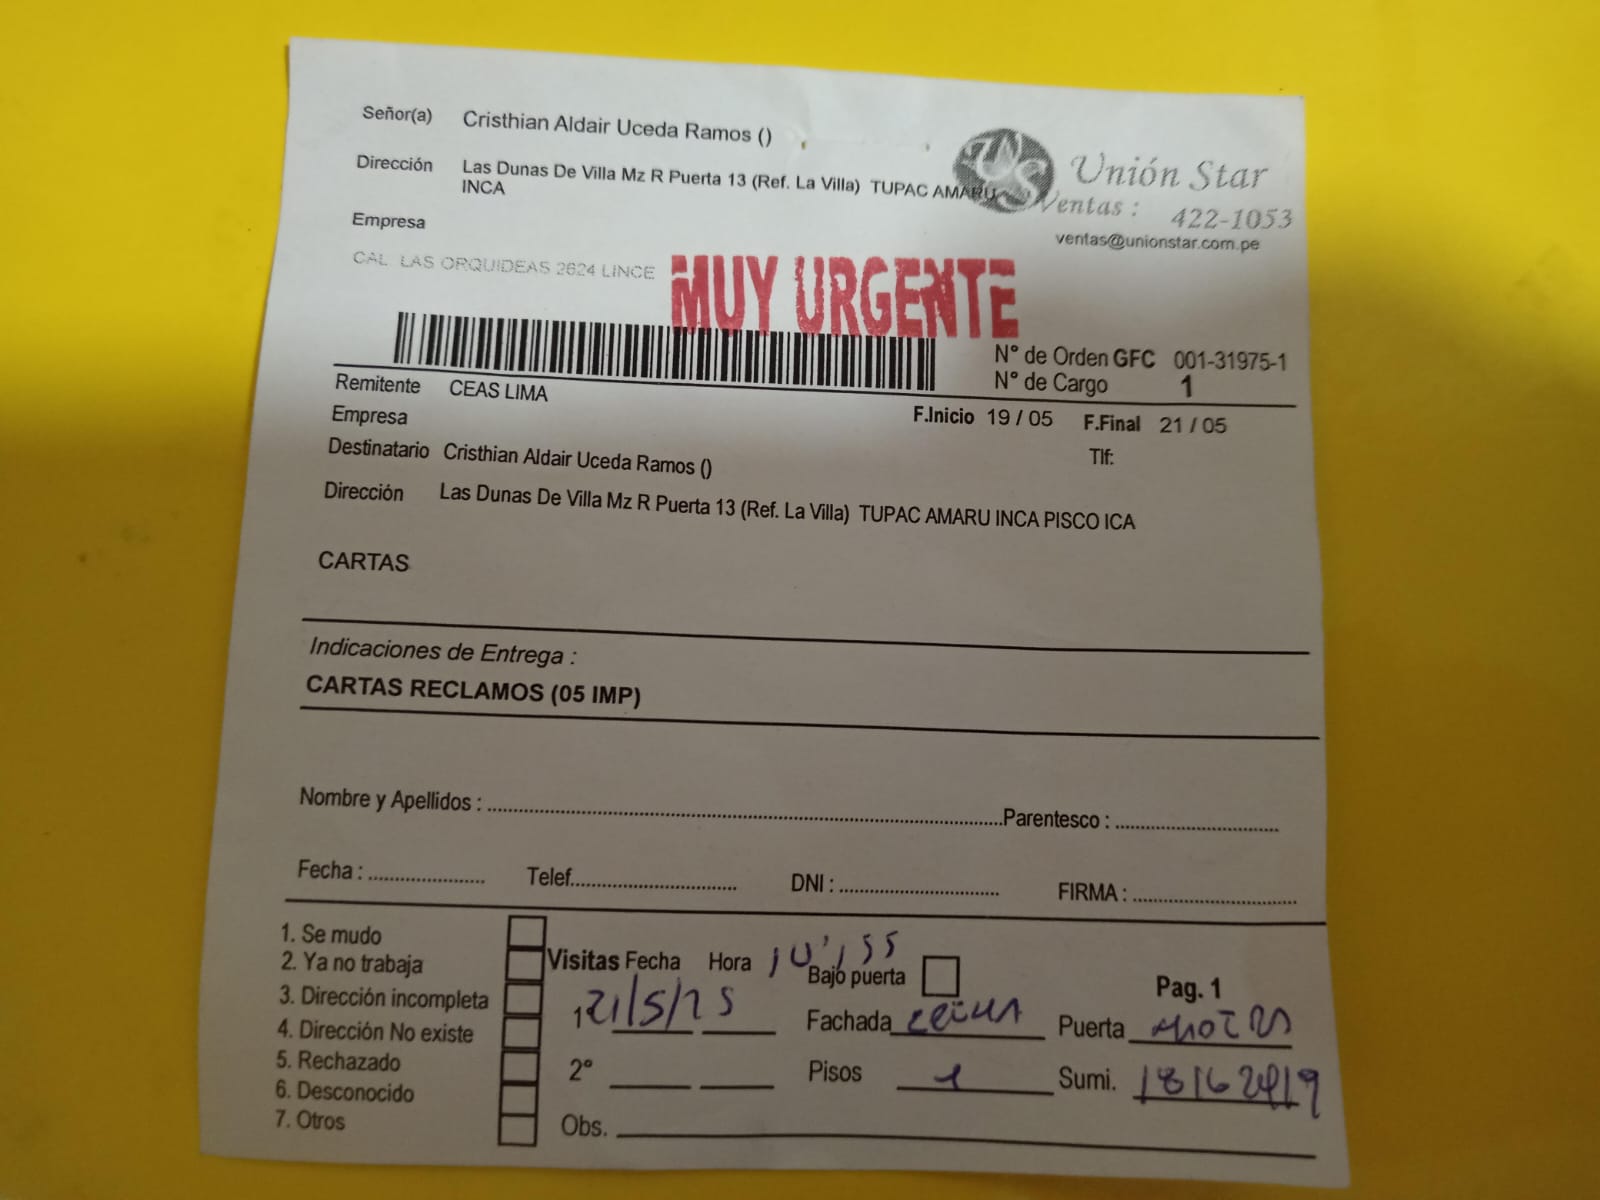 Señor(a) Cristhian Aldair Uceda Ramos ()
Dirección Las Dunas De Villa Mz R Puerta 13 (Ref. La Villa) TUPAC AMARU
INCA
Unión Star
Ventas : 422-1053
ventas@unionstar.com.pe
Empresa
CAL LAS ORQUIDEAS 2624 LINCE
MUY URGENTE
N° de Orden GFC 001-31975-1
N° de Cargo 1
Remitente CEAS LIMA
Empresa
F.Inicio 19 / 05 F.Final 21 / 05
Destinatario Cristhian Aldair Uceda Ramos ()
Tlf:
Dirección Las Dunas De Villa Mz R Puerta 13 (Ref. La Villa) TUPAC AMARU INCA PISCO ICA
CARTAS
Indicaciones de Entrega :
CARTAS RECLAMOS (05 IMP)
Nombre y Apellidos : Parentesco :
Fecha : Telef. DNI : FIRMA :
1. Se mudo
2. Ya no trabaja
3. Dirección incompleta
4. Dirección No existe
5. Rechazado
6. Desconocido
7. Otros
Visitas Fecha Hora Bajo puerta Pag. 1
1° 21/5/25 Fachada Puerta
2° Pisos 1 Sumi.
Obs.